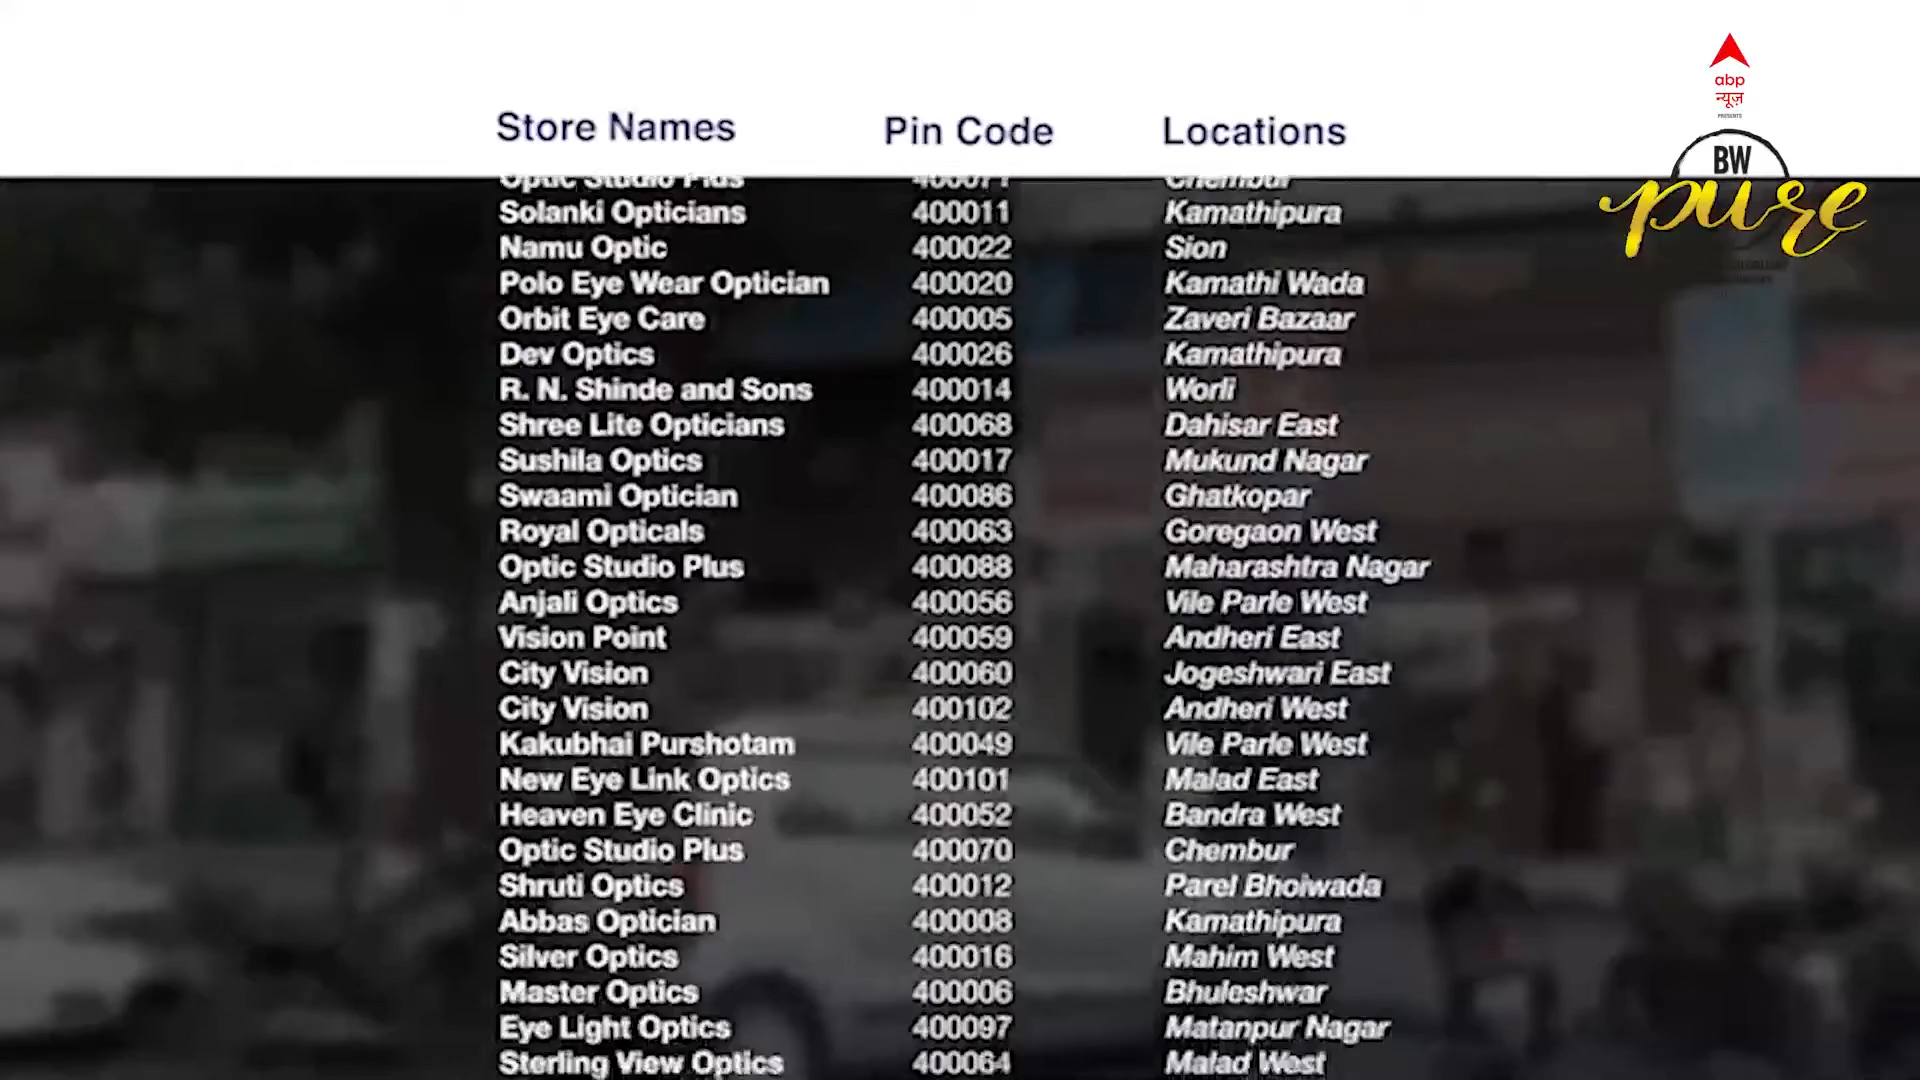 abp
न्यूज़
PRESENTS
BW
pure
Store Names Pin Code Locations
Optic Studio Plus 400071 Chembur
Solanki Opticians 400011 Kamathipura
Namu Optic 400022 Sion
Polo Eye Wear Optician 400020 Kamathi Wada
Orbit Eye Care 400005 Zaveri Bazaar
Dev Optics 400026 Kamathipura
R. N. Shinde and Sons 400014 Worli
Shree Lite Opticians 400068 Dahisar East
Sushila Optics 400017 Mukund Nagar
Swaami Optician 400086 Ghatkopar
Royal Opticals 400063 Goregaon West
Optic Studio Plus 400088 Maharashtra Nagar
Anjali Optics 400056 Vile Parle West
Vision Point 400059 Andheri East
City Vision 400060 Jogeshwari East
City Vision 400102 Andheri West
Kakubhai Purshotam 400049 Vile Parle West
New Eye Link Optics 400101 Malad East
Heaven Eye Clinic 400052 Bandra West
Optic Studio Plus 400070 Chembur
Shruti Optics 400012 Parel Bhoiwada
Abbas Optician 400008 Kamathipura
Silver Optics 400016 Mahim West
Master Optics 400006 Bhuleshwar
Eye Light Optics 400097 Matanpur Nagar
Sterling View Optics 400064 Malad West